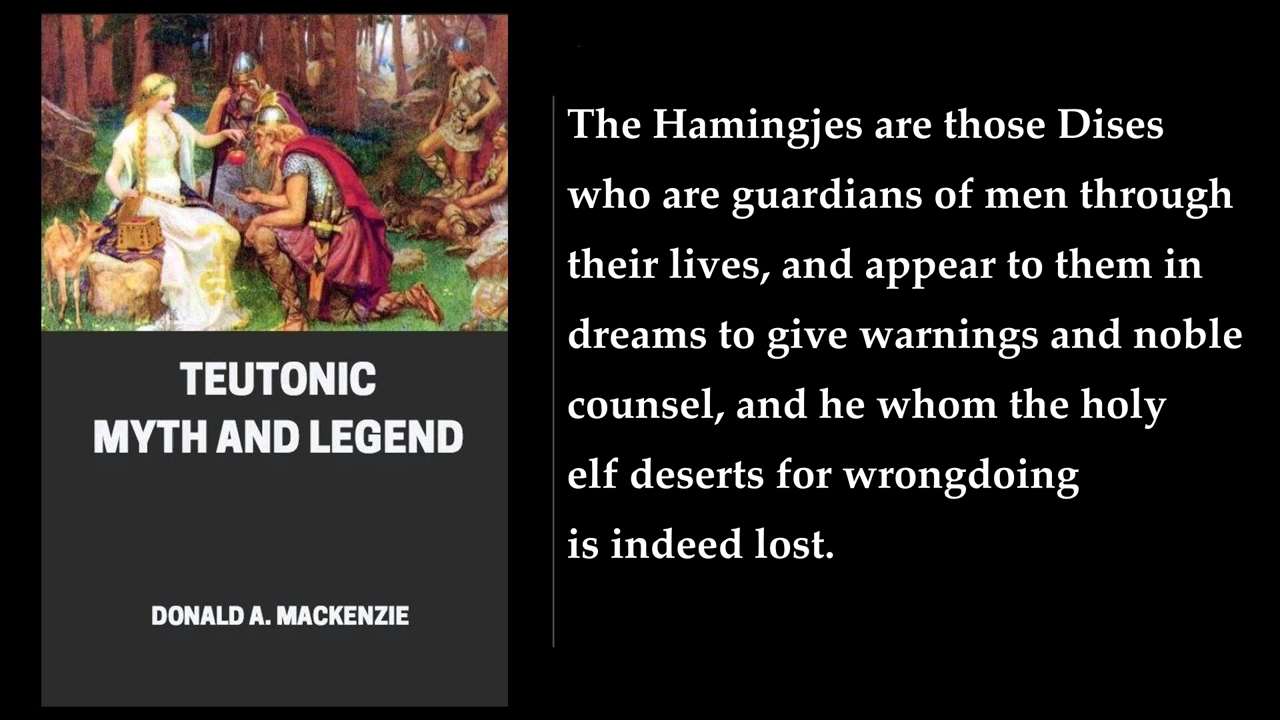 TEUTONIC
MYTH AND LEGEND
DONALD A. MACKENZIE
The Hamingjes are those Dises
who are guardians of men through
their lives, and appear to them in
dreams to give warnings and noble
counsel, and he whom the holy
elf deserts for wrongdoing
is indeed lost.